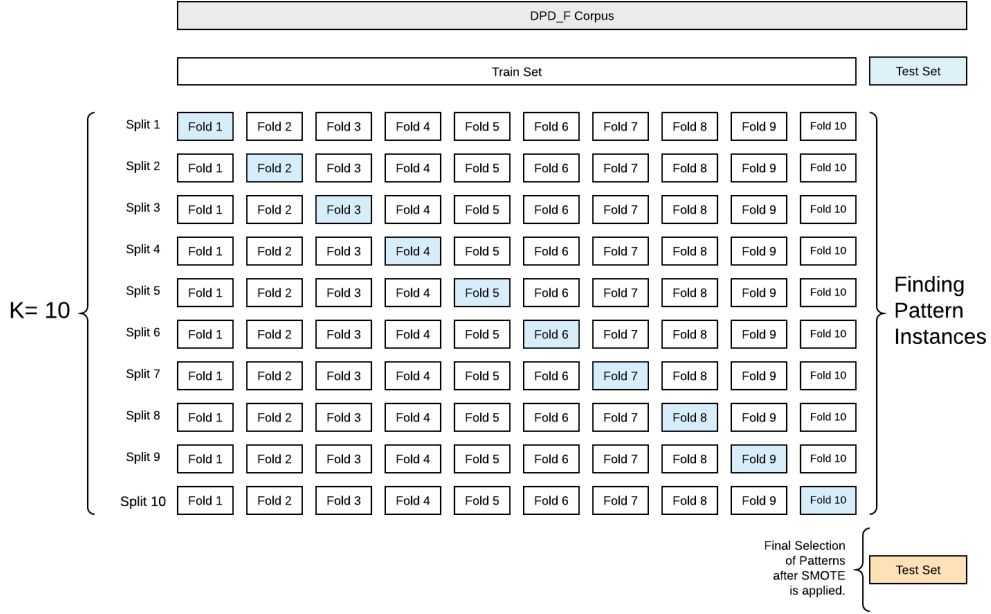 DPD_F Corpus
Train Set Test Set
Split 1 Fold 1 Fold 2 Fold 3 Fold 4 Fold 5 Fold 6 Fold 7 Fold 8 Fold 9 Fold 10
Split 2 Fold 1 Fold 2 Fold 3 Fold 4 Fold 5 Fold 6 Fold 7 Fold 8 Fold 9 Fold 10
Split 3 Fold 1 Fold 2 Fold 3 Fold 4 Fold 5 Fold 6 Fold 7 Fold 8 Fold 9 Fold 10
Split 4 Fold 1 Fold 2 Fold 3 Fold 4 Fold 5 Fold 6 Fold 7 Fold 8 Fold 9 Fold 10
Split 5 Fold 1 Fold 2 Fold 3 Fold 4 Fold 5 Fold 6 Fold 7 Fold 8 Fold 9 Fold 10
Split 6 Fold 1 Fold 2 Fold 3 Fold 4 Fold 5 Fold 6 Fold 7 Fold 8 Fold 9 Fold 10
Split 7 Fold 1 Fold 2 Fold 3 Fold 4 Fold 5 Fold 6 Fold 7 Fold 8 Fold 9 Fold 10
Split 8 Fold 1 Fold 2 Fold 3 Fold 4 Fold 5 Fold 6 Fold 7 Fold 8 Fold 9 Fold 10
Split 9 Fold 1 Fold 2 Fold 3 Fold 4 Fold 5 Fold 6 Fold 7 Fold 8 Fold 9 Fold 10
Split 10 Fold 1 Fold 2 Fold 3 Fold 4 Fold 5 Fold 6 Fold 7 Fold 8 Fold 9 Fold 10
K= 10
Finding
Pattern
Instances
Final Selection
of Patterns
after SMOTE
is applied.
Test Set